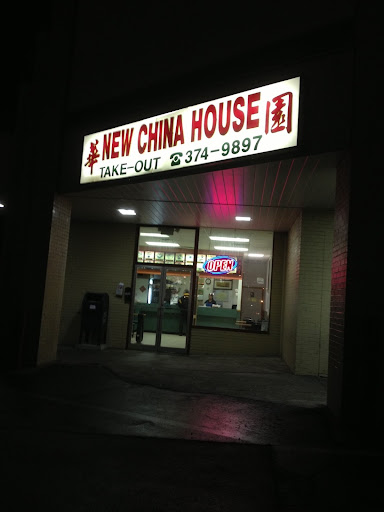 華 NEW CHINA HOUSE 園
TAKE-OUT ☎374-9897
OPEN